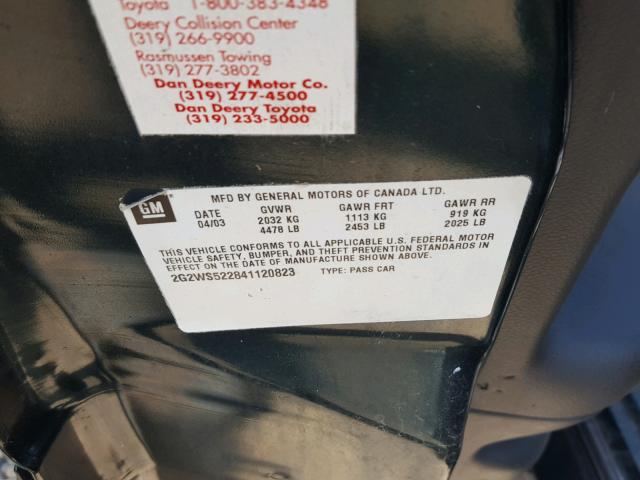 Toyota 1-800-383-4348
Deery Collision Center
(319) 266-9900
Rasmussen Towing
(319) 277-3802
Dan Deery Motor Co.
(319) 277-4500
Dan Deery Toyota
(319) 233-5000
GM
MFD BY GENERAL MOTORS OF CANADA LTD.
DATE GVWR GAWR FRT GAWR RR
04/03 2032 KG 1113 KG 919 KG
4478 LB 2453 LB 2025 LB
THIS VEHICLE CONFORMS TO ALL APPLICABLE U.S. FEDERAL MOTOR
VEHICLE SAFETY, BUMPER, AND THEFT PREVENTION STANDARDS IN
EFFECT ON THE DATE OF MANUFACTURE SHOWN ABOVE.
2G2WS522841120823 TYPE: PASS CAR